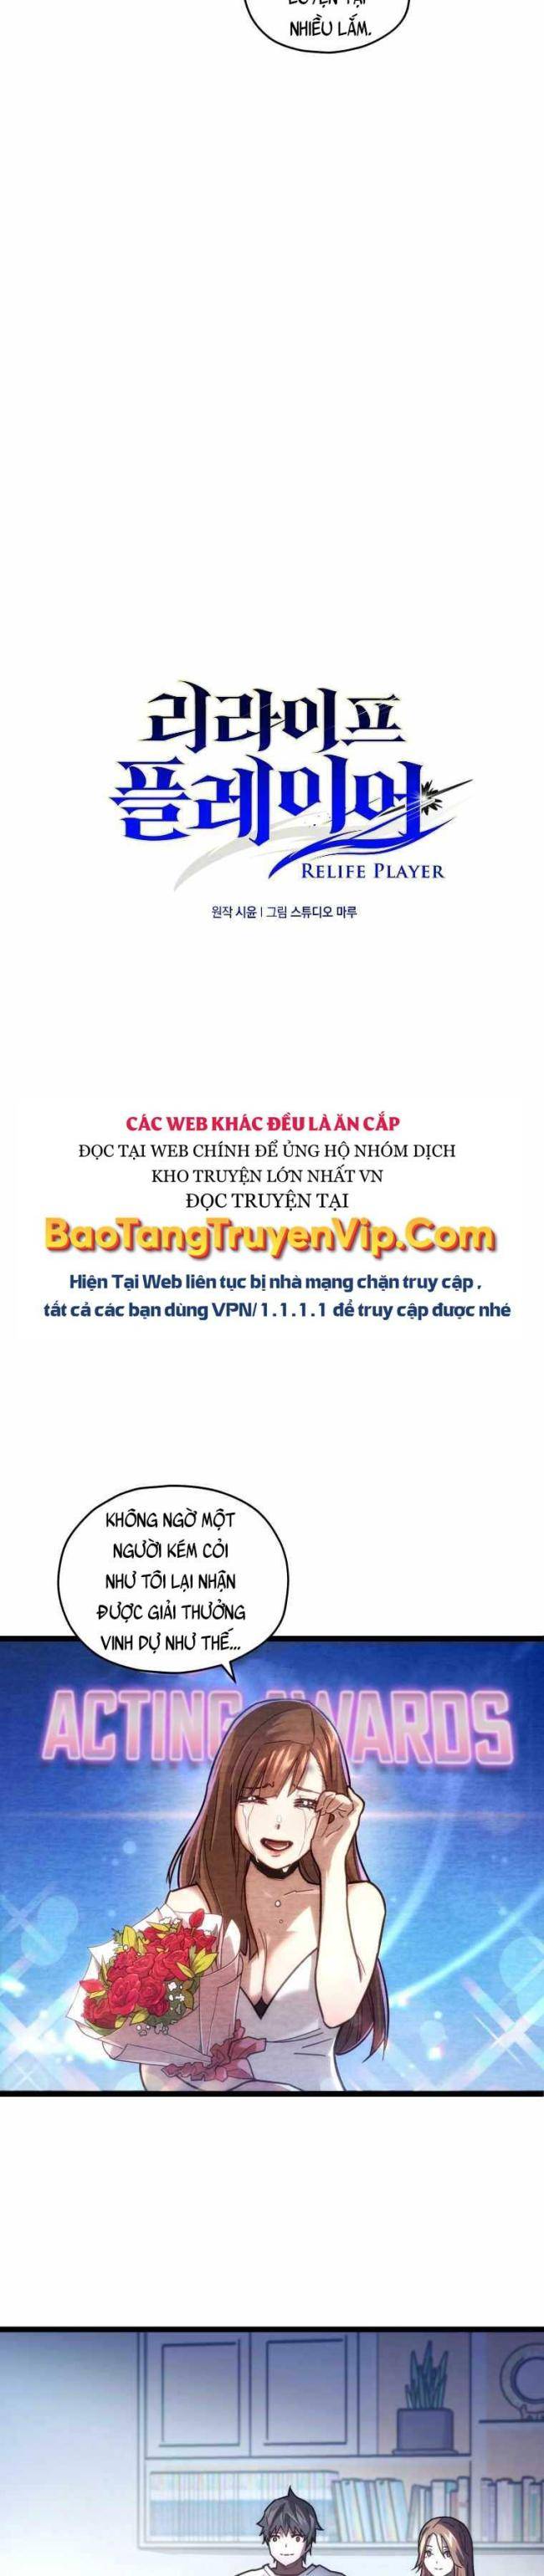 LUYỆN TẬP
NHIỀU LẮM.
리라이프
플레이어
RELIFE PLAYER
원작 시윤 | 그림 스튜디오 마루
CÁC WEB KHÁC ĐỀU LÀ ĂN CẮP
ĐỌC TẠI WEB CHÍNH ĐỂ ỦNG HỘ NHÓM DỊCH
KHO TRUYỆN LỚN NHẤT VN
ĐỌC TRUYỆN TẠI
BaoTangTruyenVip.Com
Hiện Tại Web liên tục bị nhà mạng chặn truy cập,
tất cả các bạn dùng VPN/1.1.1.1 để truy cập được nhé
KHÔNG NGỜ MỘT
NGƯỜI KÉM CỎI
NHƯ TÔI LẠI NHẬN
ĐƯỢC GIẢI THƯỞNG
VINH DỰ NHƯ THẾ...
ACTING AWARDS